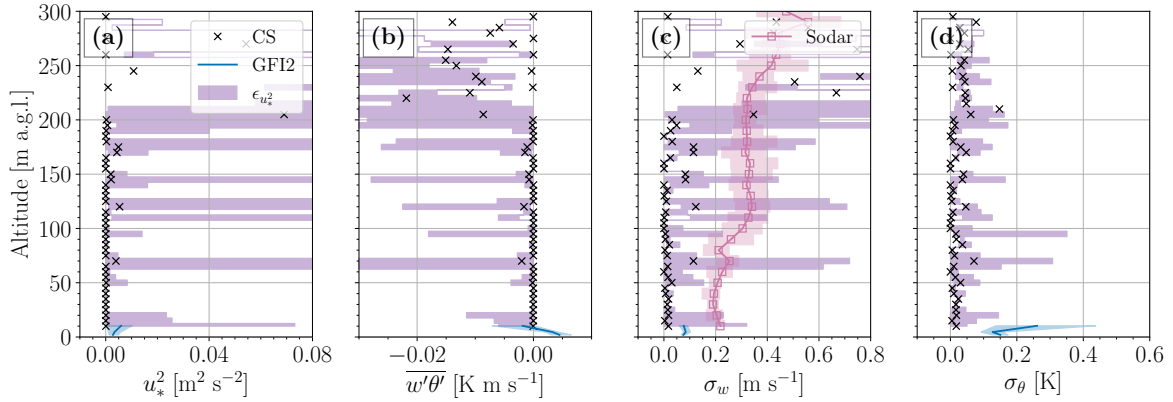 Altitude [m a.g.l.]
300
250
200
150
100
50
0
(a)
CS
GFI2
ϵ_{u_*^2}
0.00
0.04
0.08
u_*^2 [m² s⁻²]
(b)
−0.02
0.00
\overline{w'θ'} [K m s⁻¹]
(c)
Sodar
0.0
0.2
0.4
0.6
0.8
σ_w [m s⁻¹]
(d)
0.0
0.2
0.4
0.6
σ_θ [K]